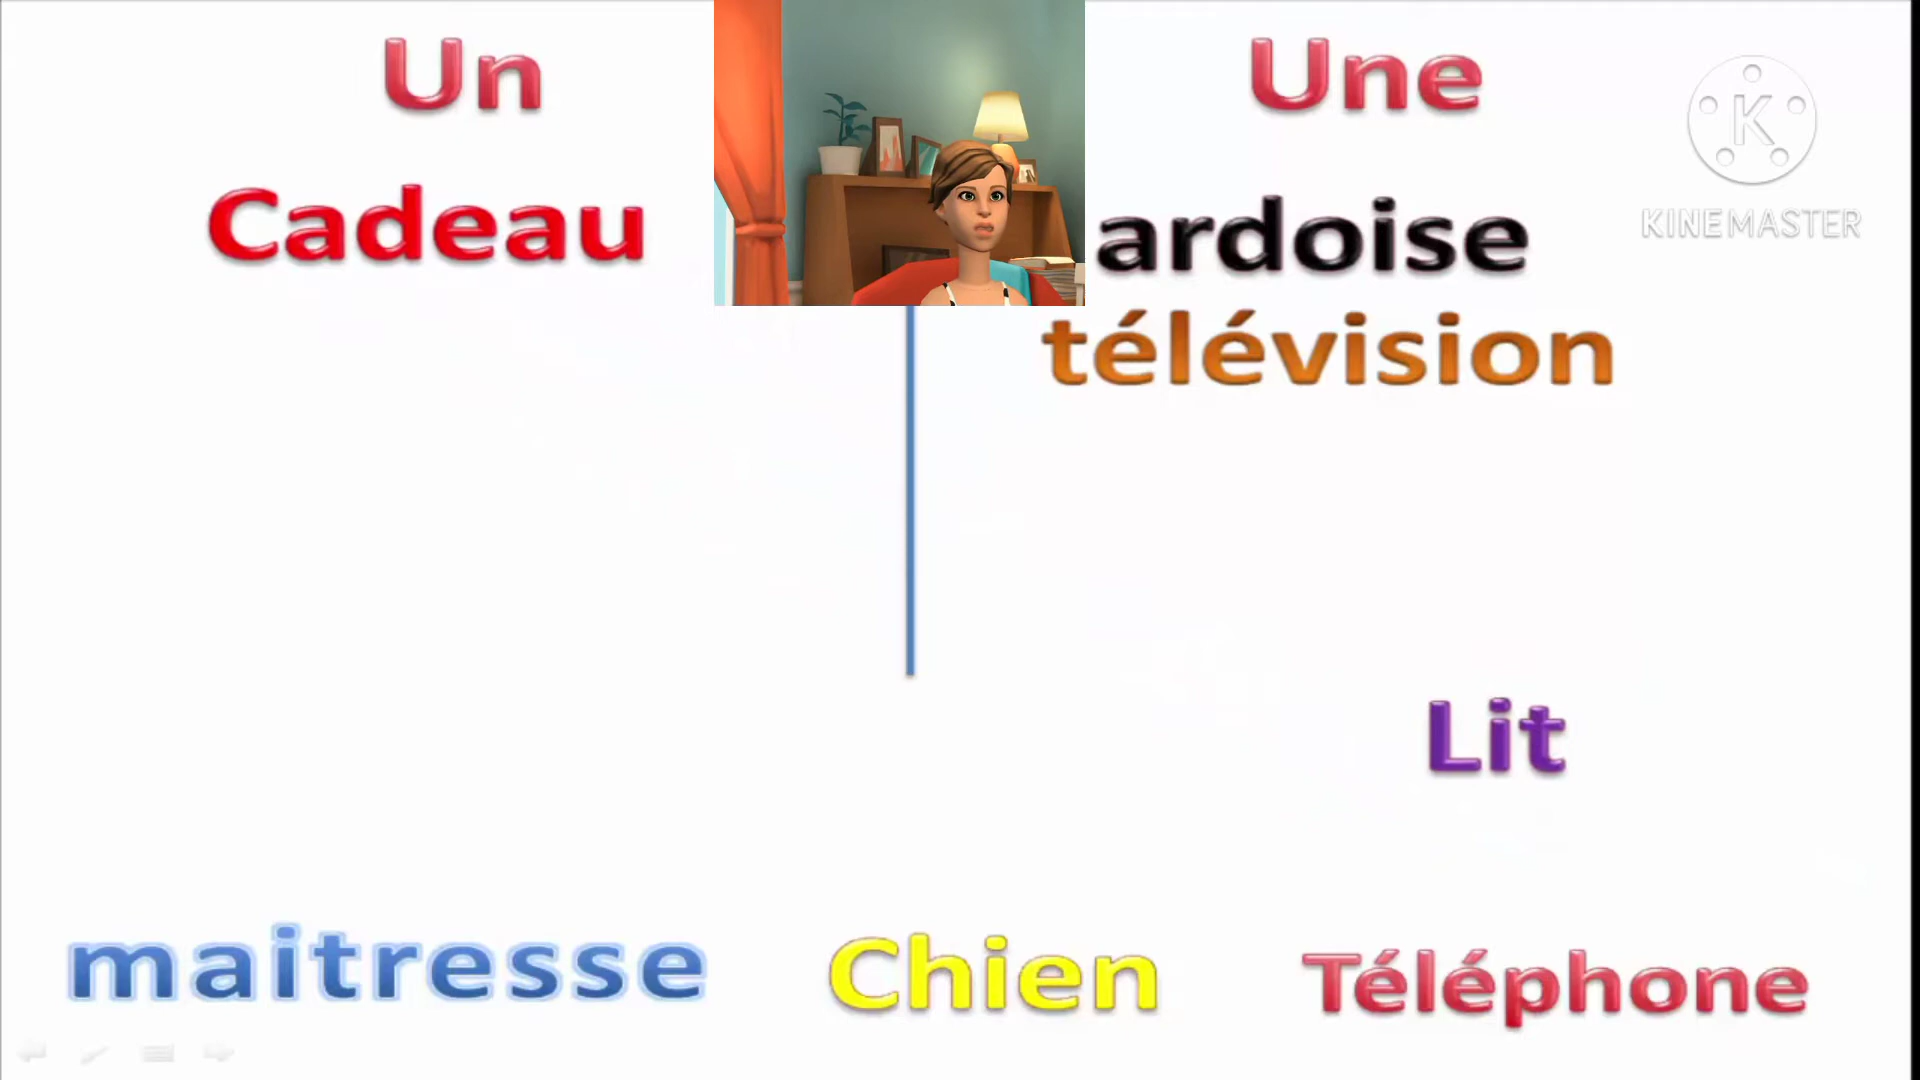 Un
Une
Cadeau
ardoise
KINEMASTER
télévision
Lit
maitresse
Chien
Téléphone